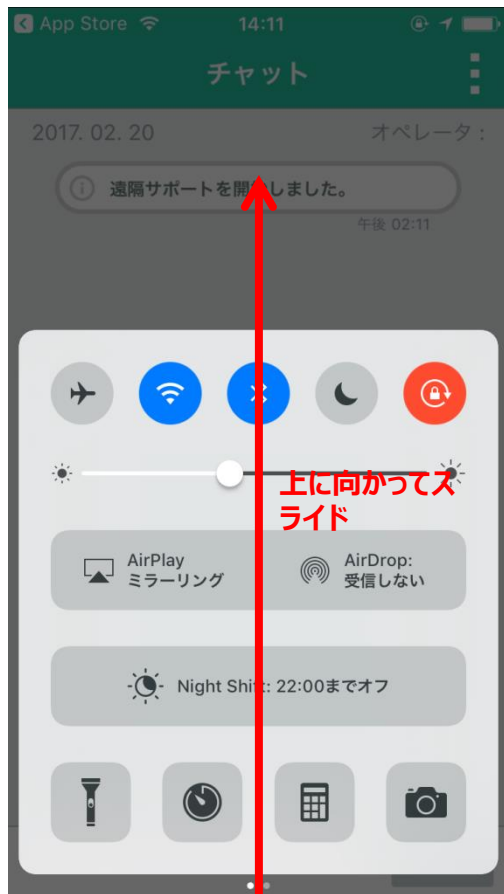 App Store 14:11
チャット
2017. 02. 20 オペレータ :
遠隔サポートを開始しました。
午後 02:11
上に向かってス
ライド
AirPlay
ミラーリング
AirDrop:
受信しない
Night Shift: 22:00までオフ